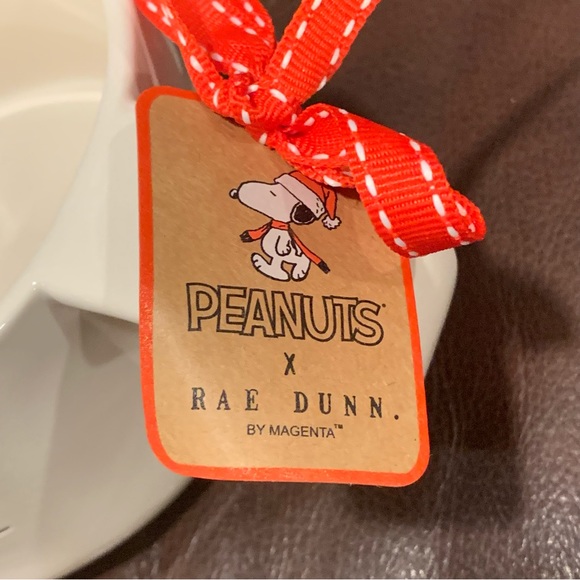 PEANUTS®
X
RAE DUNN.
BY MAGENTA™